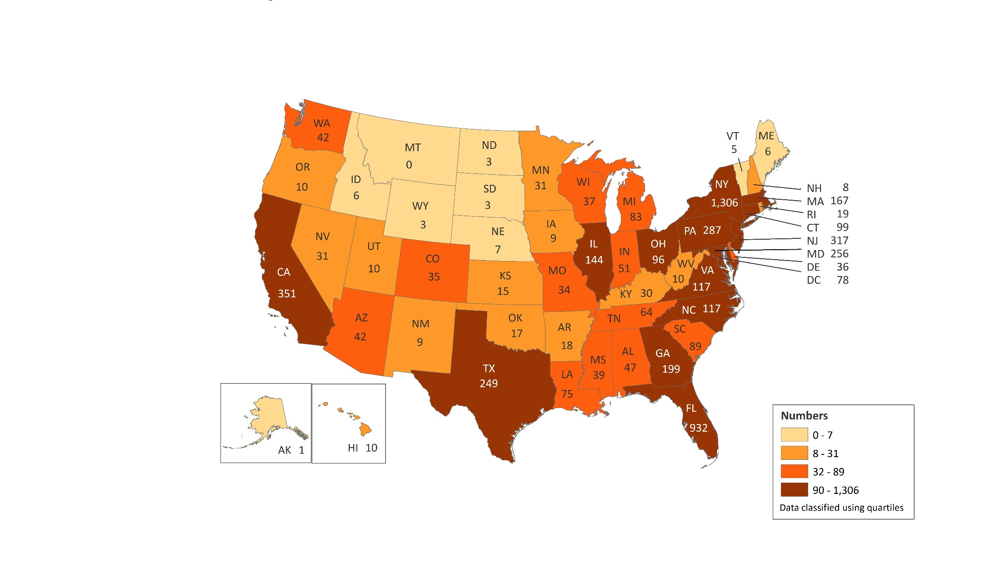 WA
42
OR
10
CA
351
NV
31
ID
6
MT
0
WY
3
UT
10
AZ
42
CO
35
NM
9
ND
3
SD
3
NE
7
KS
15
OK
17
TX
249
MN
31
IA
9
MO
34
AR
18
LA
75
WI
37
IL
144
MI
83
IN
51
OH
96
KY 30
TN 64
MS
39
AL
47
GA
199
FL
932
SC
89
NC 117
VA
117
WV
10
PA 287
NY
1,306
VT
5
ME
6
NH 8
MA 167
RI 19
CT 99
NJ 317
MD 256
DE 36
DC 78
AK 1
HI 10
Numbers
0 - 7
8 - 31
32 - 89
90 - 1,306
Data classified using quartiles